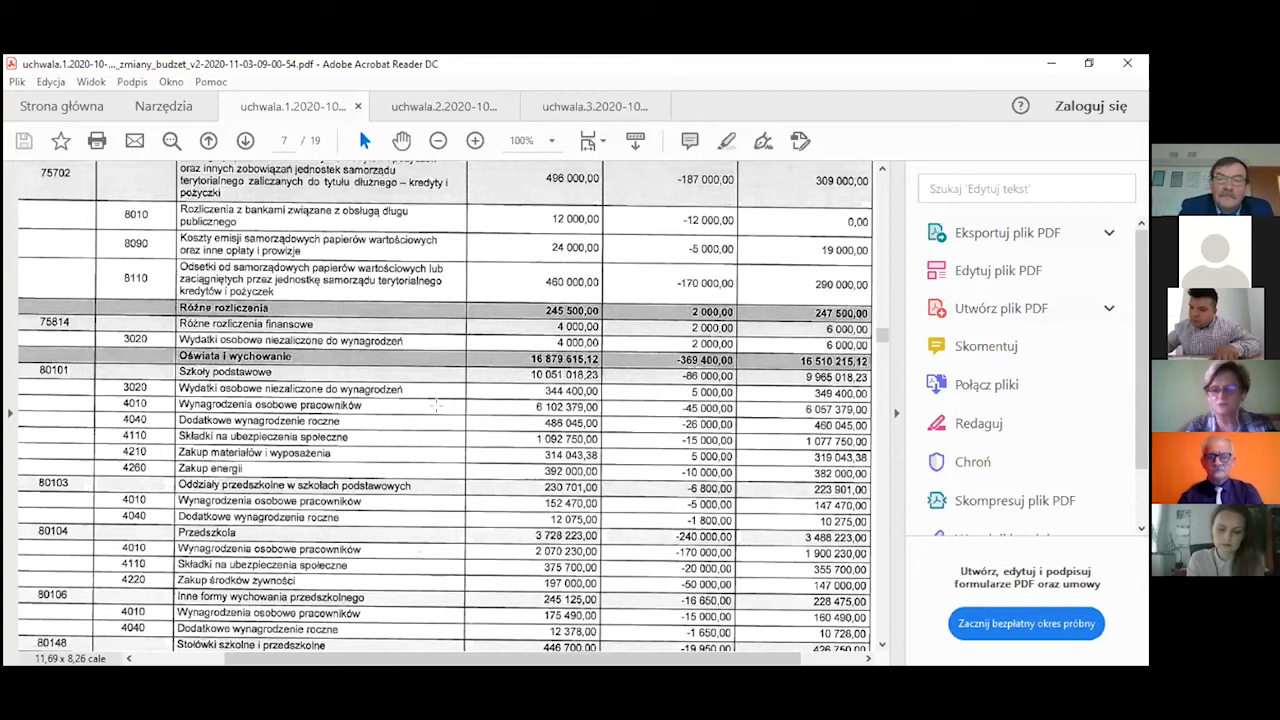 uchwala.1.2020-10-..._zmiany_budzet_v2-2020-11-03-09-00-54.pdf - Adobe Acrobat Reader DC
Plik Edycja Widok Podpis Okno Pomoc
Strona główna Narzędzia uchwala.1.2020-10... × uchwala.2.2020-10... uchwala.3.2020-10... Zaloguj się
7 / 19 100%
75702 oraz innych zobowiązań jednostek samorządu
terytorialnego zaliczanych do tytułu dłużnego – kredyty i
pożyczki 496 000,00 -187 000,00 309 000,00
8010 Rozliczenia z bankami związane z obsługą długu
publicznego 12 000,00 -12 000,00 0,00
8090 Koszty emisji samorządowych papierów wartościowych
oraz inne opłaty i prowizje 24 000,00 -5 000,00 19 000,00
8110 Odsetki od samorządowych papierów wartościowych lub
zaciągniętych przez jednostkę samorządu terytorialnego
kredytów i pożyczek 460 000,00 -170 000,00 290 000,00
Różne rozliczenia 245 500,00 2 000,00 247 500,00
75814 Różne rozliczenia finansowe 4 000,00 2 000,00 6 000,00
3020 Wydatki osobowe niezaliczone do wynagrodzeń 4 000,00 2 000,00 6 000,00
Oświata i wychowanie 16 879 615,12 -369 400,00 16 510 215,12
80101 Szkoły podstawowe 10 051 018,23 -86 000,00 9 965 018,23
3020 Wydatki osobowe niezaliczone do wynagrodzeń 344 400,00 5 000,00 349 400,00
4010 Wynagrodzenia osobowe pracowników 6 102 379,00 -45 000,00 6 057 379,00
4040 Dodatkowe wynagrodzenie roczne 486 045,00 -26 000,00 460 045,00
4110 Składki na ubezpieczenia społeczne 1 092 750,00 -15 000,00 1 077 750,00
4210 Zakup materiałów i wyposażenia 314 043,38 5 000,00 319 043,38
4260 Zakup energii 392 000,00 -10 000,00 382 000,00
80103 Oddziały przedszkolne w szkołach podstawowych 230 701,00 -6 800,00 223 901,00
4010 Wynagrodzenia osobowe pracowników 152 470,00 -5 000,00 147 470,00
4040 Dodatkowe wynagrodzenie roczne 12 075,00 -1 800,00 10 275,00
80104 Przedszkola 3 728 223,00 -240 000,00 3 488 223,00
4010 Wynagrodzenia osobowe pracowników 2 070 230,00 -170 000,00 1 900 230,00
4110 Składki na ubezpieczenia społeczne 375 700,00 -20 000,00 355 700,00
4220 Zakup środków żywności 197 000,00 -50 000,00 147 000,00
80106 Inne formy wychowania przedszkolnego 245 125,00 -16 650,00 228 475,00
4010 Wynagrodzenia osobowe pracowników 175 490,00 -15 000,00 160 490,00
4040 Dodatkowe wynagrodzenie roczne 12 378,00 -1 650,00 10 728,00
80148 Stołówki szkolne i przedszkolne 446 700,00 -19 950,00 426 750,00
11,69 x 8,26 cale
Szukaj 'Edytuj tekst'
Eksportuj plik PDF
Edytuj plik PDF
Utwórz plik PDF
Skomentuj
Połącz pliki
Redaguj
Chroń
Skompresuj plik PDF
Utwórz, edytuj i podpisuj
formularze PDF oraz umowy
Zacznij bezpłatny okres próbny